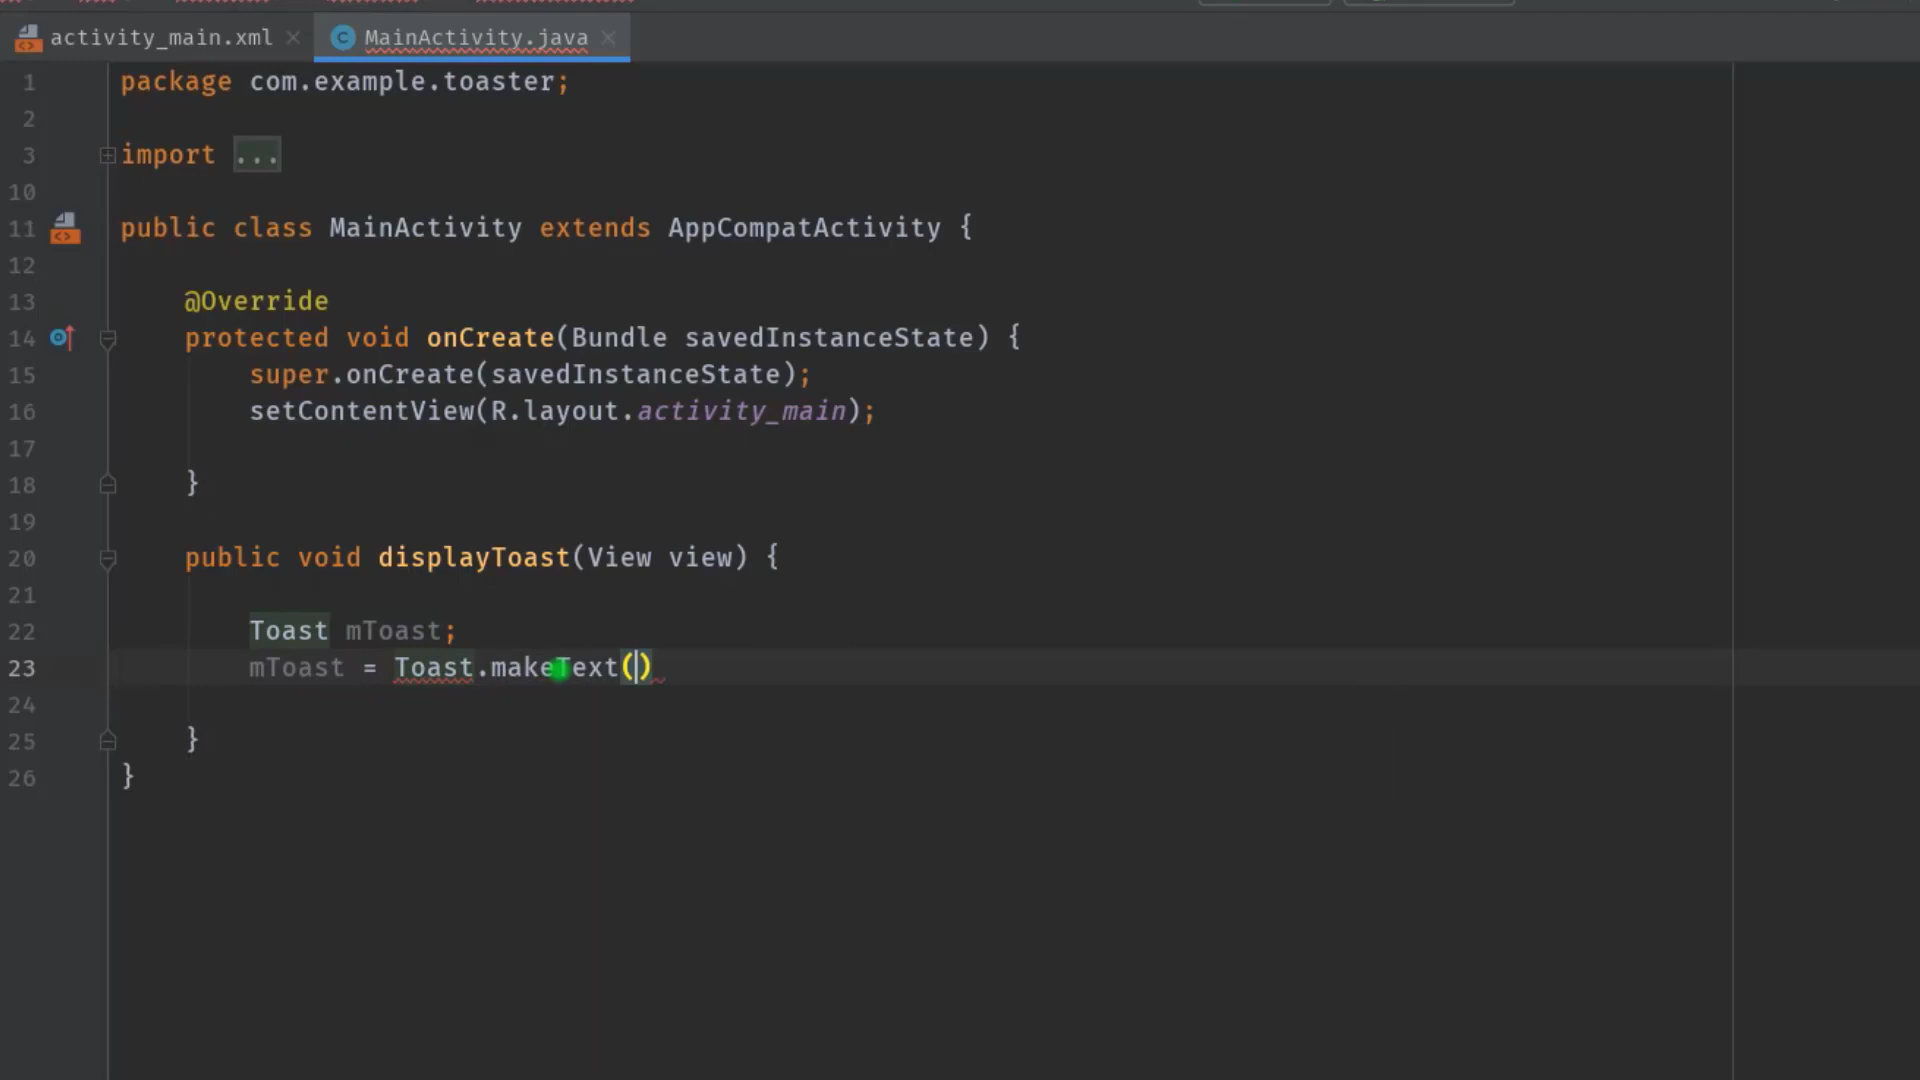 activity_main.xml MainActivity.java
1 package com.example.toaster;
2
3 import ...
10
11 public class MainActivity extends AppCompatActivity {
12
13 @Override
14 protected void onCreate(Bundle savedInstanceState) {
15 super.onCreate(savedInstanceState);
16 setContentView(R.layout.activity_main);
17
18 }
19
20 public void displayToast(View view) {
21
22 Toast mToast;
23 mToast = Toast.makeText()
24
25 }
26 }